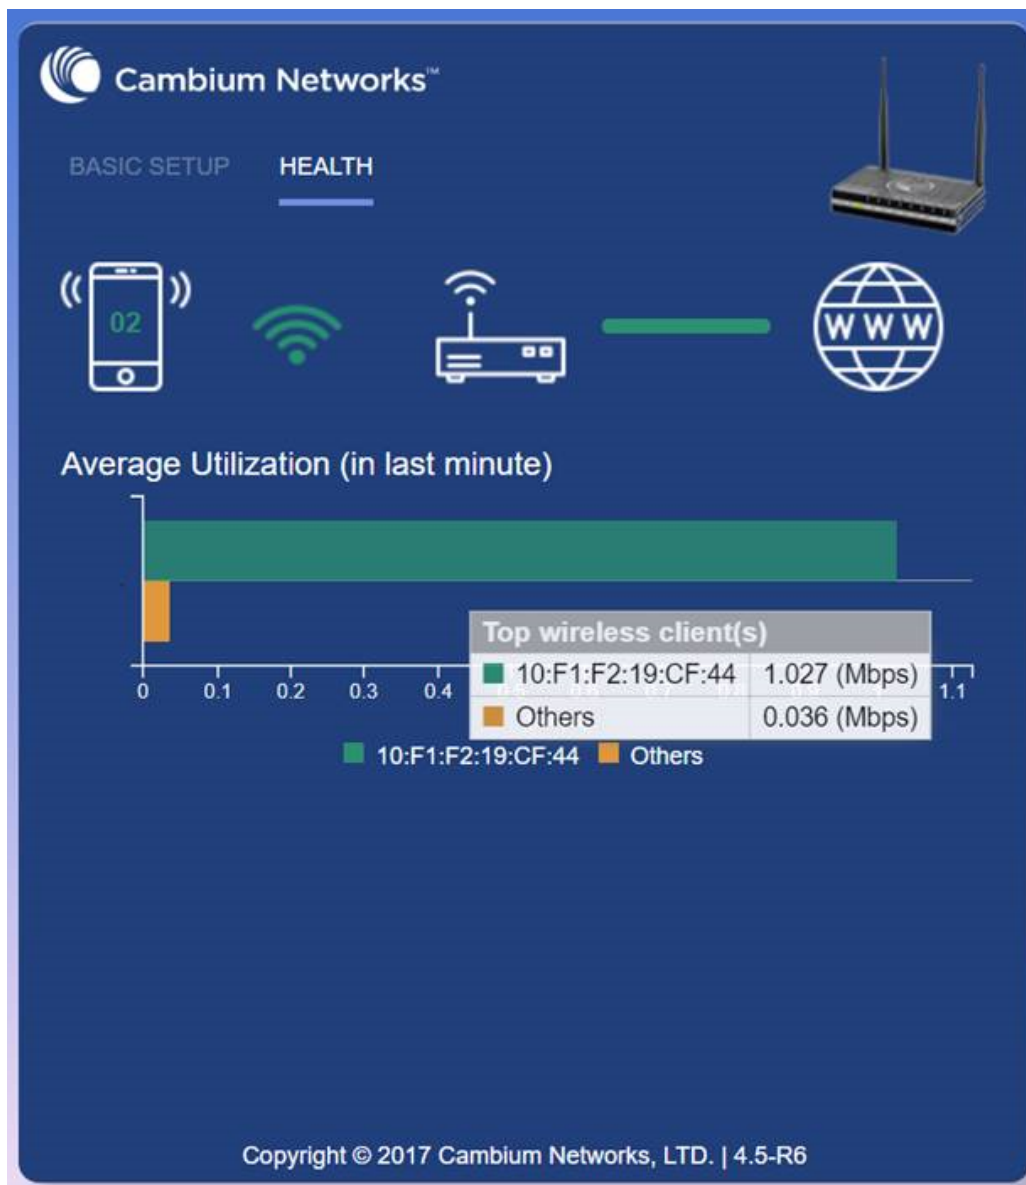 Cambium Networks™
BASIC SETUP HEALTH
02
WWW
Average Utilization (in last minute)
Top wireless client(s)
10:F1:F2:19:CF:44 1.027 (Mbps)
Others 0.036 (Mbps)
0 0.1 0.2 0.3 0.4 1.1
10:F1:F2:19:CF:44 Others
Copyright © 2017 Cambium Networks, LTD. | 4.5-R6